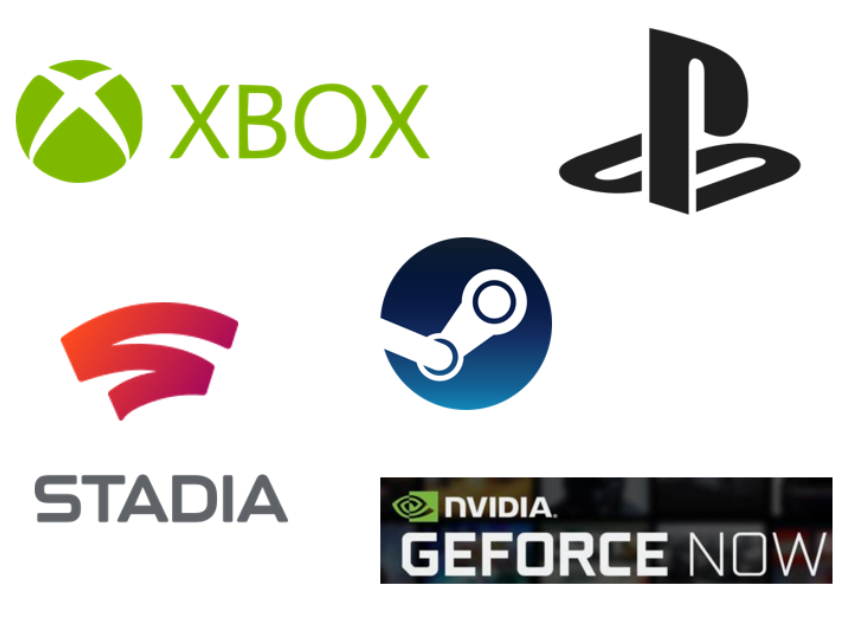 XBOX
STADIA
NVIDIA.
GEFORCE NOW